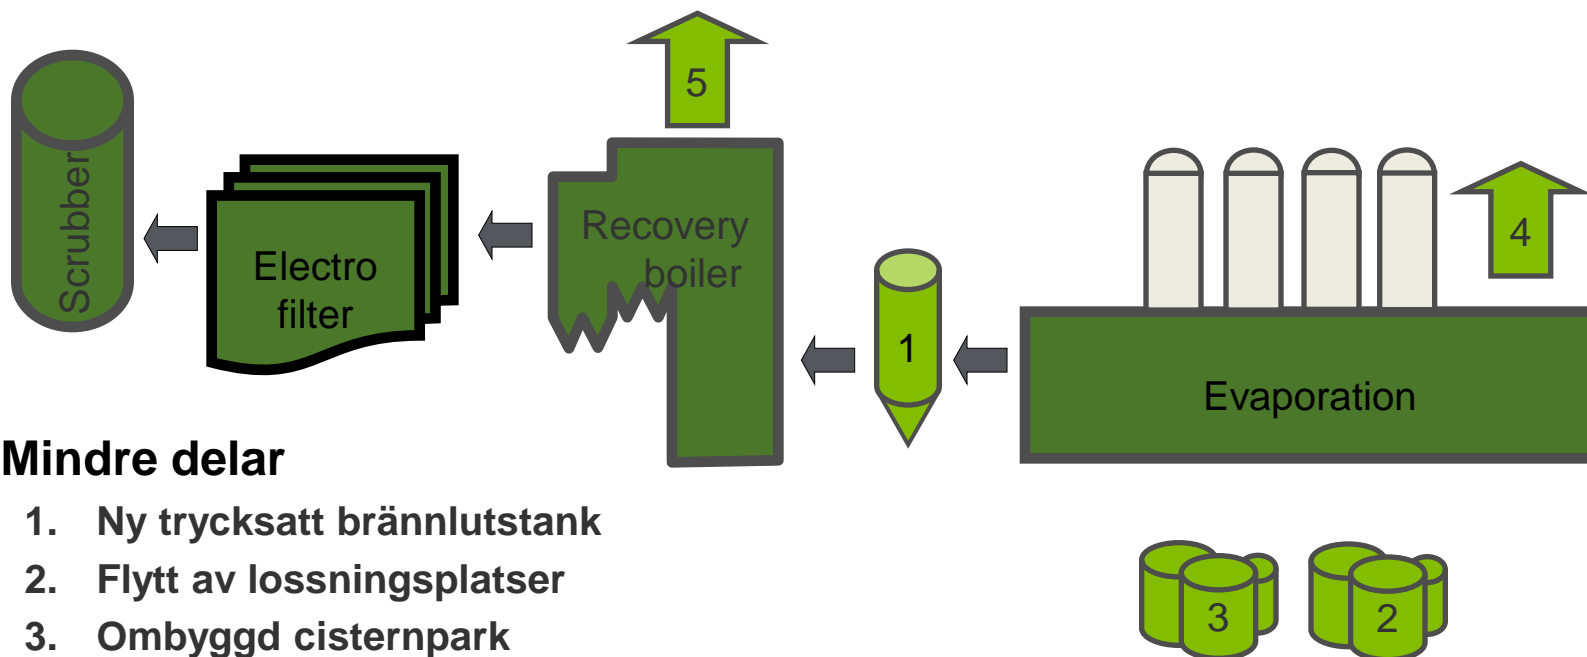 5
Scrubber
Recovery
boiler
4
Electro
filter
1
Evaporation
Mindre delar
1. Ny trycksatt brännlutstank
2. Flytt av lossningsplatser
3. Ombyggd cisternpark
3
2